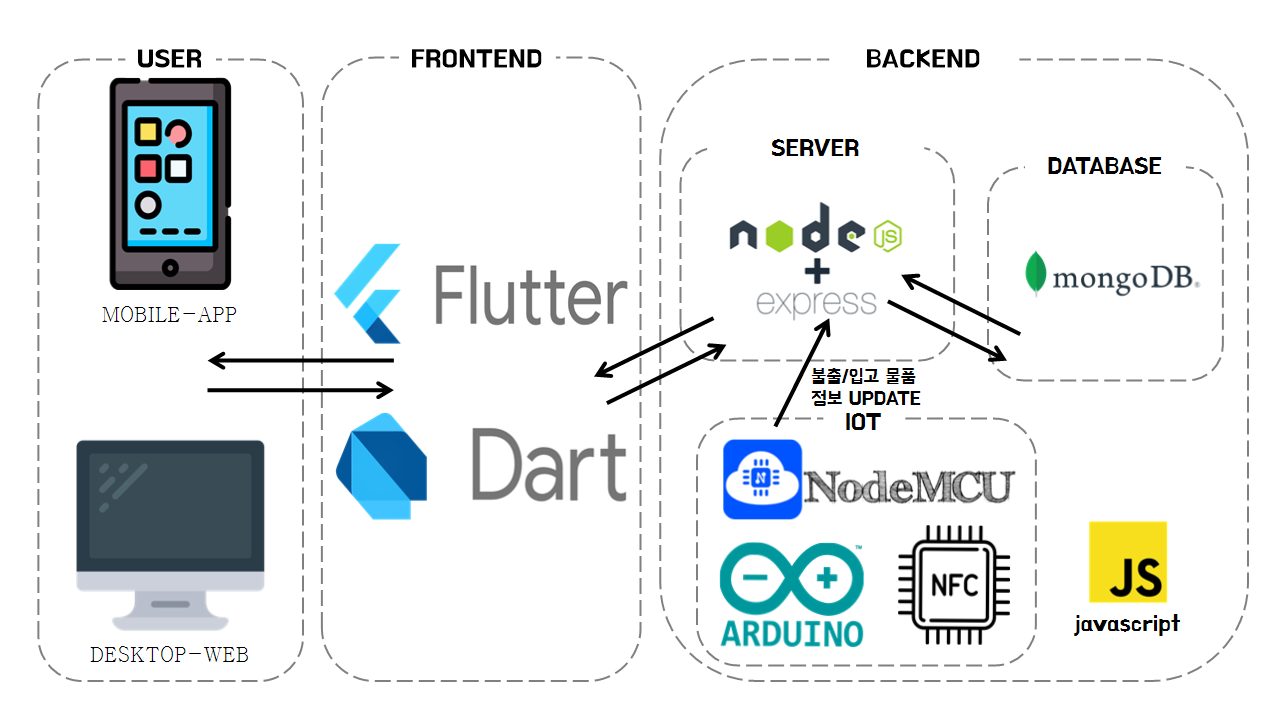 USER
MOBILE-APP
DESKTOP-WEB
FRONTEND
Flutter
Dart
BACKEND
SERVER
node JS
+
express
DATABASE
mongoDB®
불출/입고 물품
정보 UPDATE
IOT
N
NodeMCU
ARDUINO™
NFC
JS
javascript